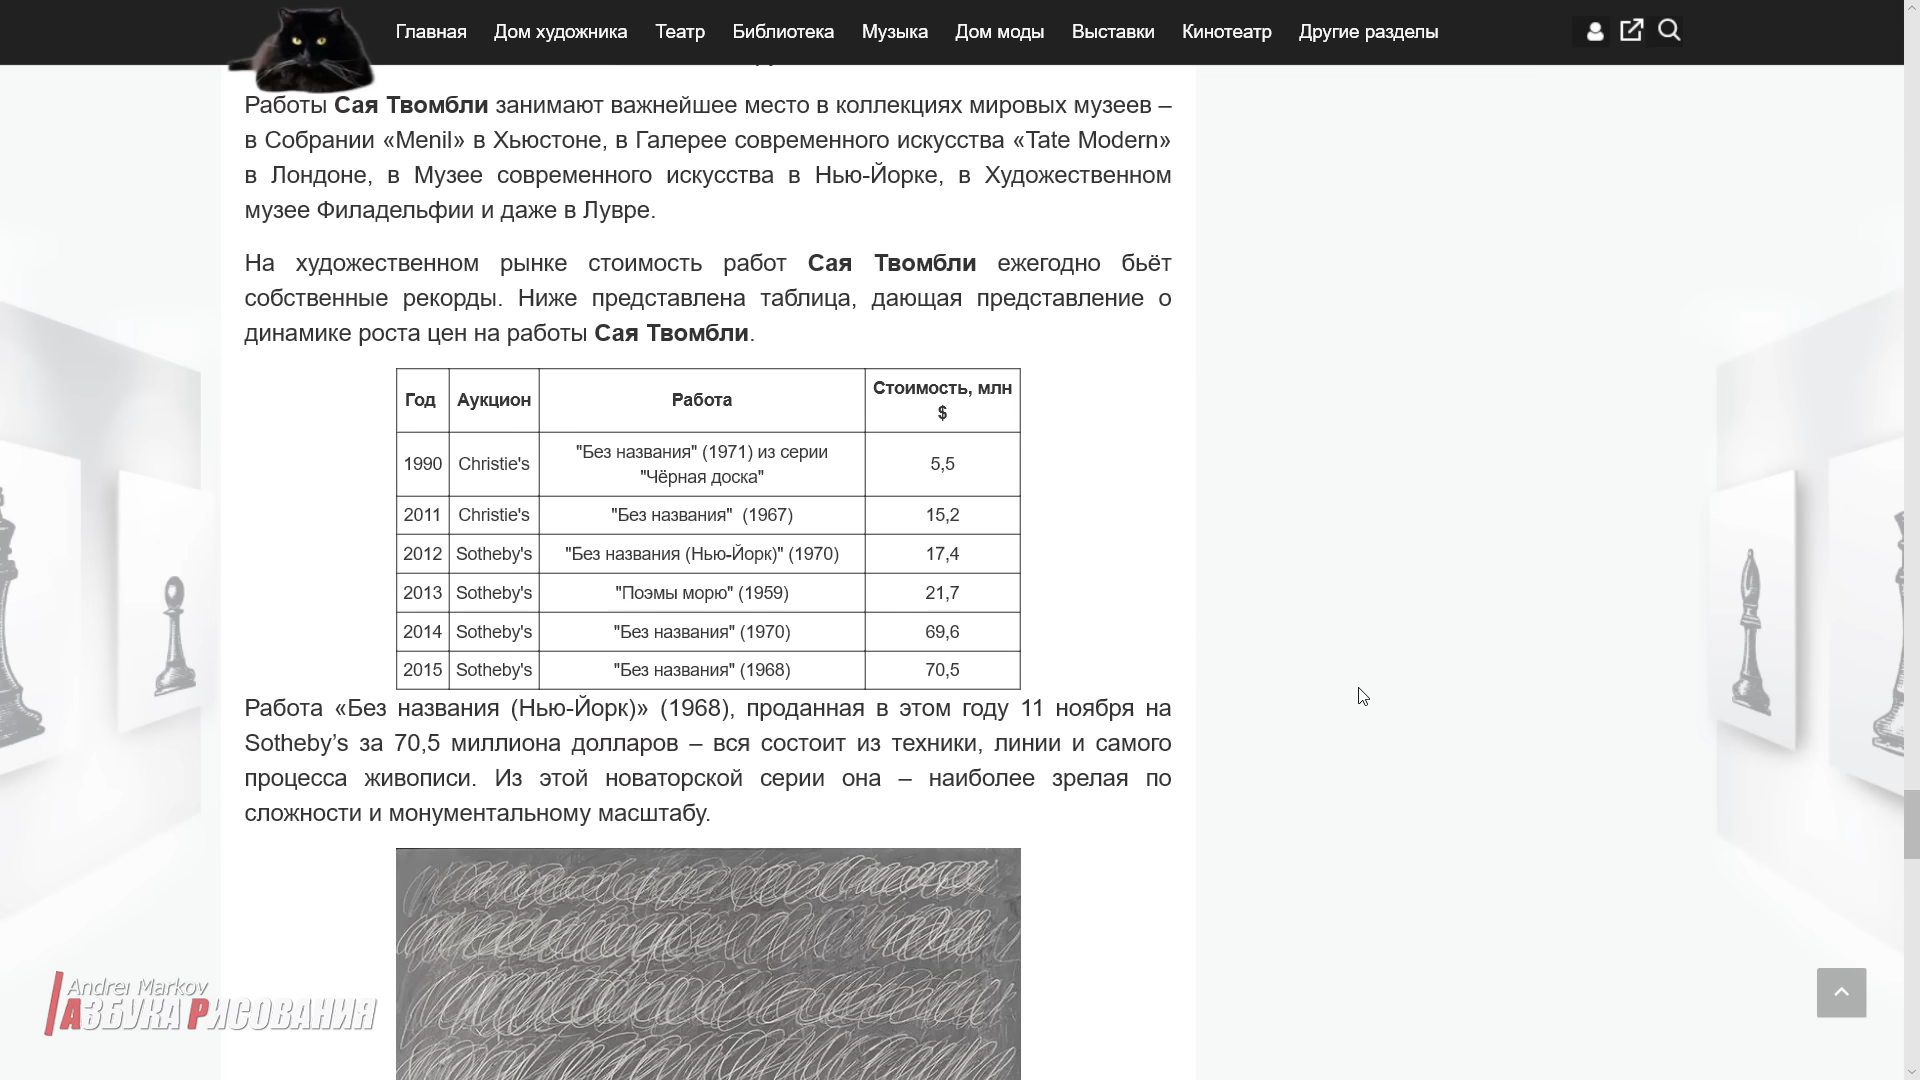 Главная Дом художника Театр Библиотека Музыка Дом моды Выставки Кинотеатр Другие разделы
Работы Сая Твомбли занимают важнейшее место в коллекциях мировых музеев –
в Собрании «Menil» в Хьюстоне, в Галерее современного искусства «Tate Modern»
в Лондоне, в Музее современного искусства в Нью-Йорке, в Художественном
музее Филадельфии и даже в Лувре.
На художественном рынке стоимость работ Сая Твомбли ежегодно бьёт
собственные рекорды. Ниже представлена таблица, дающая представление о
динамике роста цен на работы Сая Твомбли.
Год Аукцион Работа Стоимость, млн
$
1990 Christie's "Без названия" (1971) из серии
"Чёрная доска" 5,5
2011 Christie's "Без названия" (1967) 15,2
2012 Sotheby's "Без названия (Нью-Йорк)" (1970) 17,4
2013 Sotheby's "Поэмы морю" (1959) 21,7
2014 Sotheby's "Без названия" (1970) 69,6
2015 Sotheby's "Без названия" (1968) 70,5
Работа «Без названия (Нью-Йорк)» (1968), проданная в этом году 11 ноября на
Sotheby’s за 70,5 миллиона долларов – вся состоит из техники, линии и самого
процесса живописи. Из этой новаторской серии она – наиболее зрелая по
сложности и монументальному масштабу.
Andrei Markov
Азбука Рисования